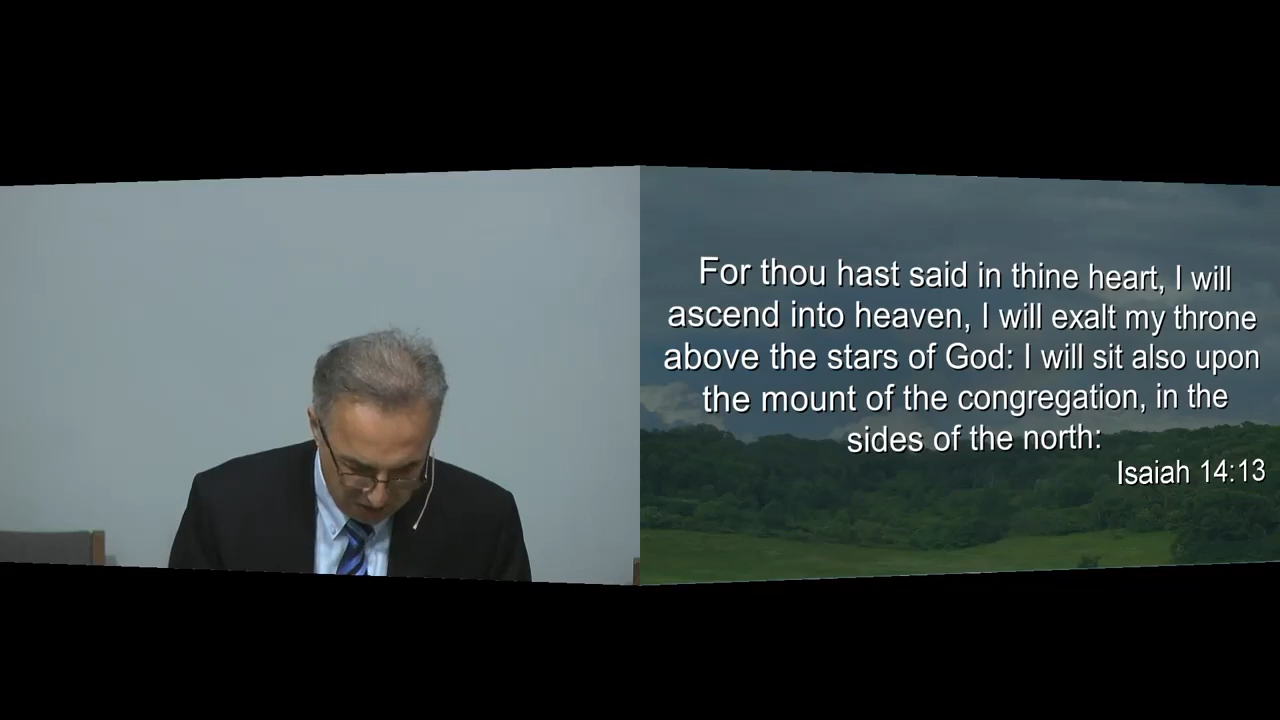 For thou hast said in thine heart, I will
ascend into heaven, I will exalt my throne
above the stars of God: I will sit also upon
the mount of the congregation, in the
sides of the north:
Isaiah 14:13